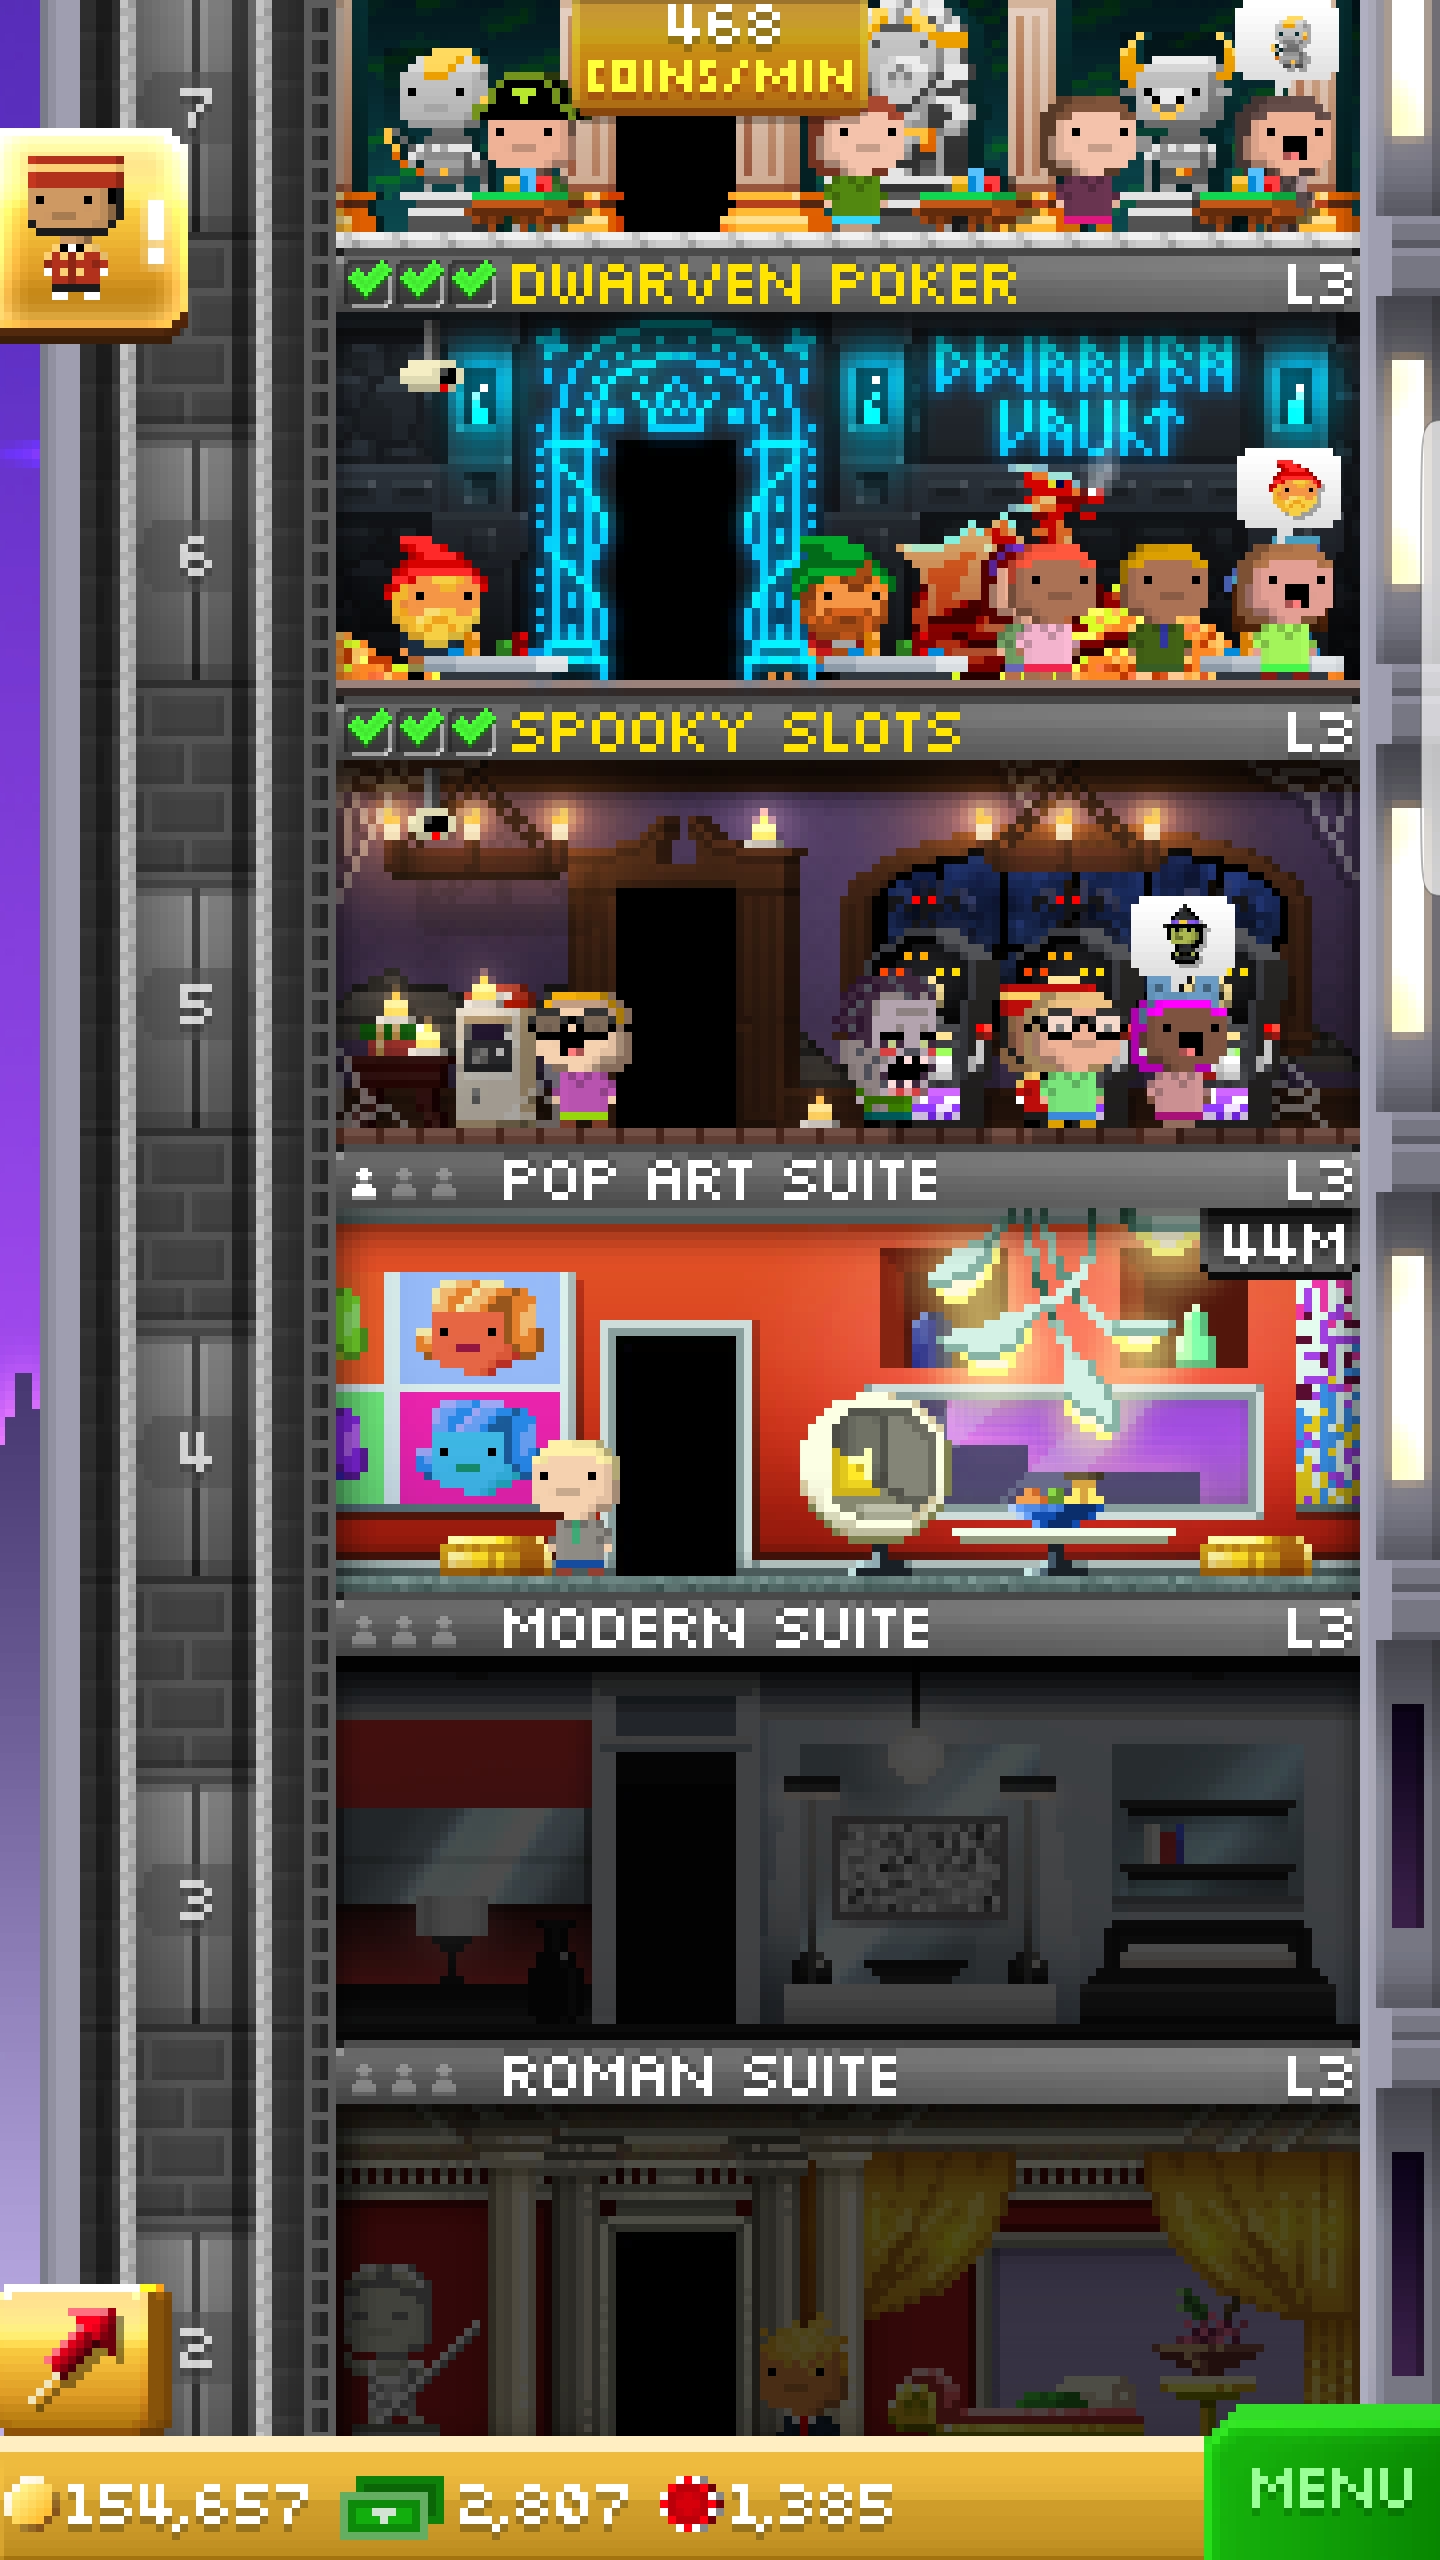 468
COINS/MIN
7
!
DWARVEN POKER L3
DWARVEN
VAULT
6
SPOOKY SLOTS L3
5
POP ART SUITE L3
44M
4
MODERN SUITE L3
3
ROMAN SUITE L3
2
154,657 2,807 1,385 MENU